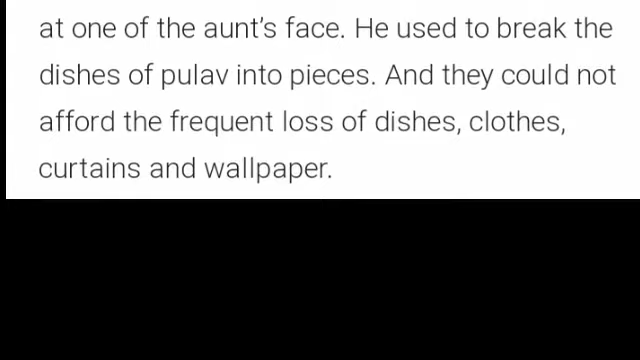 at one of the aunt's face. He used to break the
dishes of pulav into pieces. And they could not
afford the frequent loss of dishes, clothes,
curtains and wallpaper.